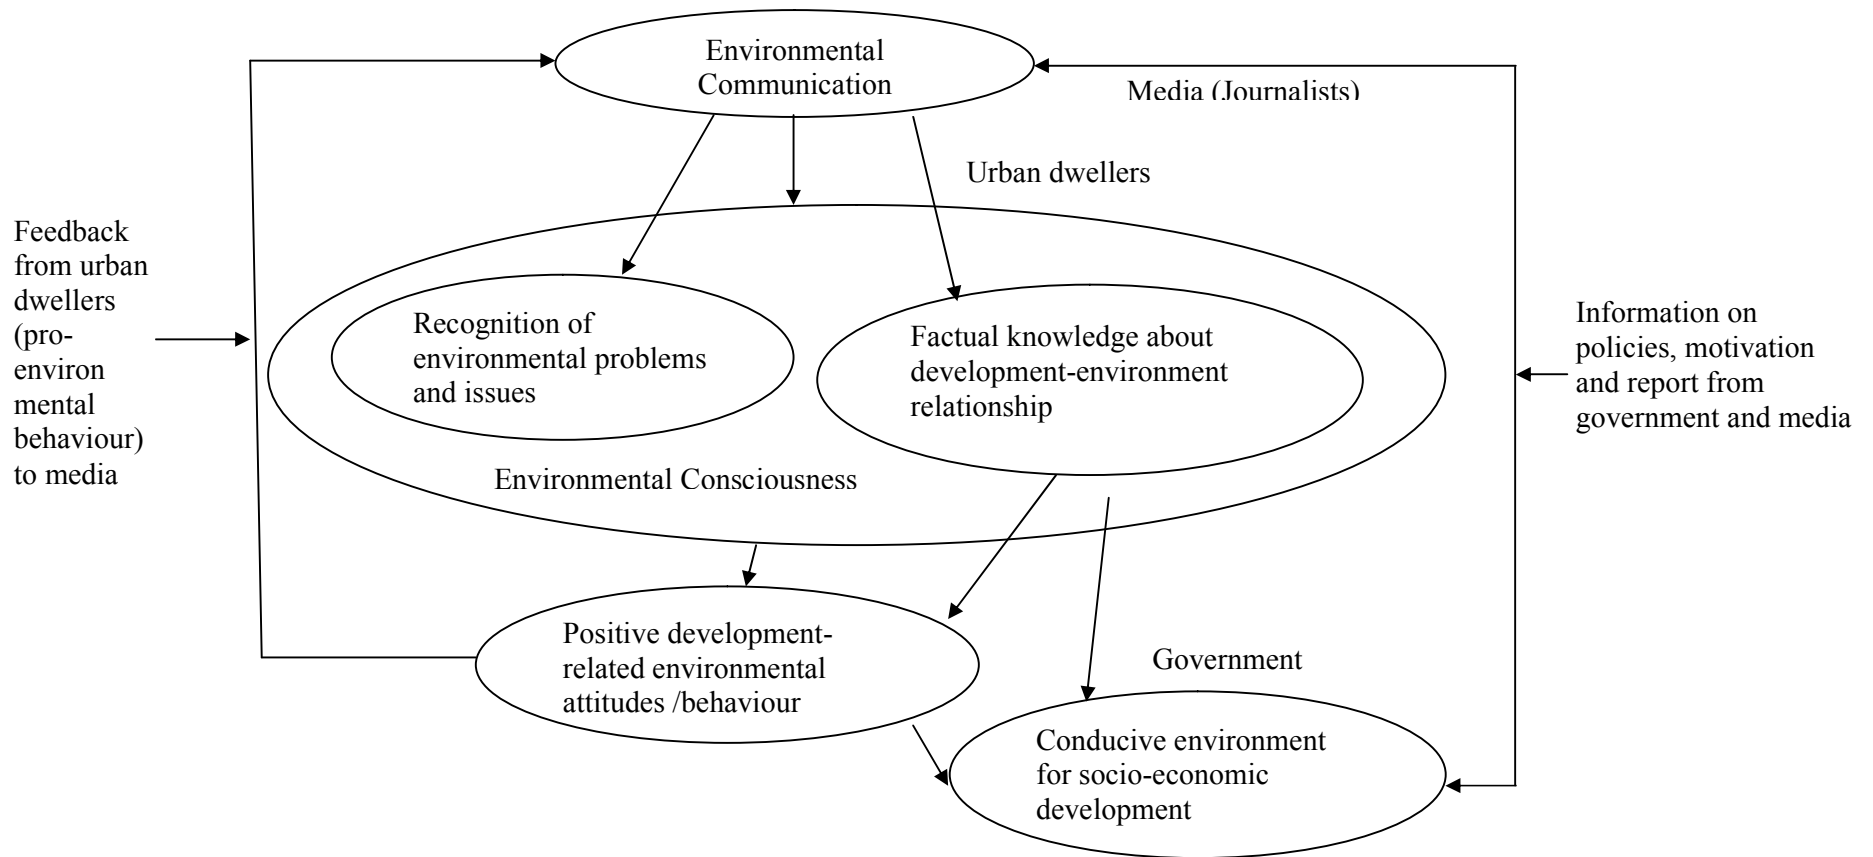 Environmental
Communication
Media (Journalists)
Urban dwellers
Feedback
from urban
dwellers
(pro-
environ
mental
behaviour)
to media
Recognition of
environmental problems
and issues
Factual knowledge about
development-environment
relationship
Information on
policies, motivation
and report from
government and media
Environmental Consciousness
Positive development-
related environmental
attitudes /behaviour
Government
Conducive environment
for socio-economic
development